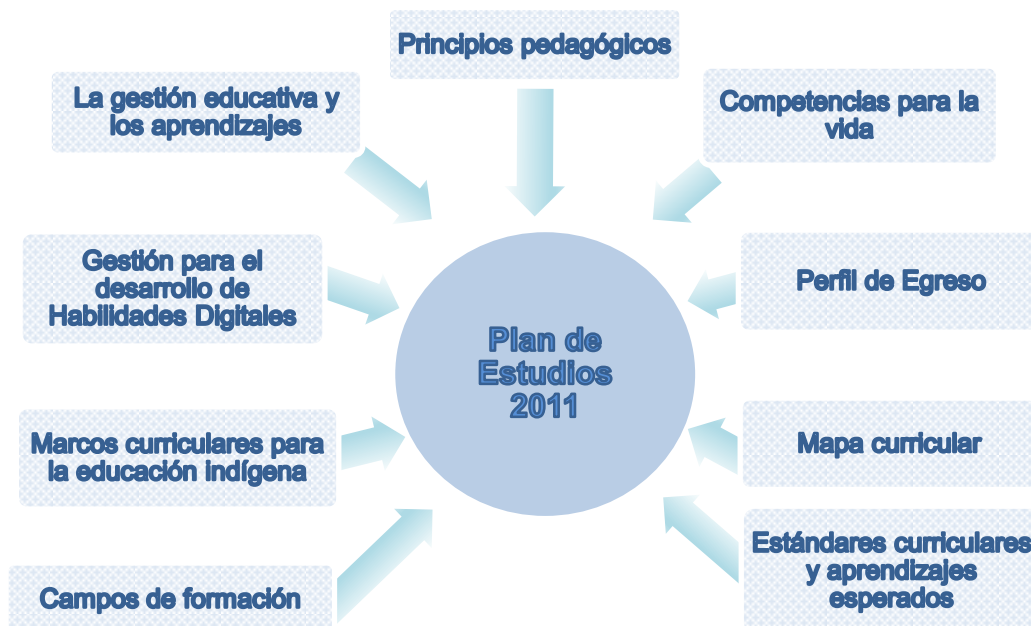 Principios pedagógicos
La gestión educativa y
los aprendizajes
Competencias para la
vida
Gestión para el
desarrollo de
Habilidades Digitales
Perfil de Egreso
Plan de
Estudios
2011
Marcos curriculares para
la educación indígena
Mapa curricular
Estándares curriculares
y aprendizajes
esperados
Campos de formación